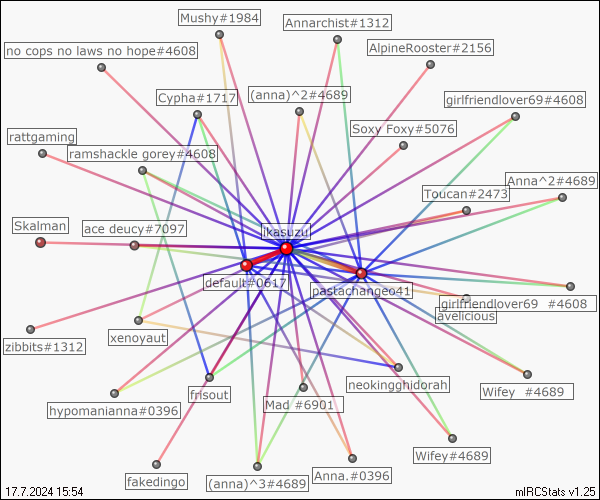 Mushy#1984
Annarchist#1312
no cops no laws no hope#4608
AlpineRooster#2156
Cypha#1717
(anna)^2#4689
girlfriendlover69#4608
rattgaming
Soxy Foxy#5076
ramshackle gorey#4608
Anna^2#4689
Toucan#2473
Skalman
ace deucy#7097
ikasuzu
default#0617
pastachange041
girlfriendlover69 #4608
avelicious
zibbits#1312
xenoyaut
neokingghidorah
frisout
Mad #6901
Wifey #4689
hypomanianna#0396
Wifey#4689
fakedingo
(anna)^3#4689
Anna.#0396
17.7.2024 15:54
mIRCStats v1.25